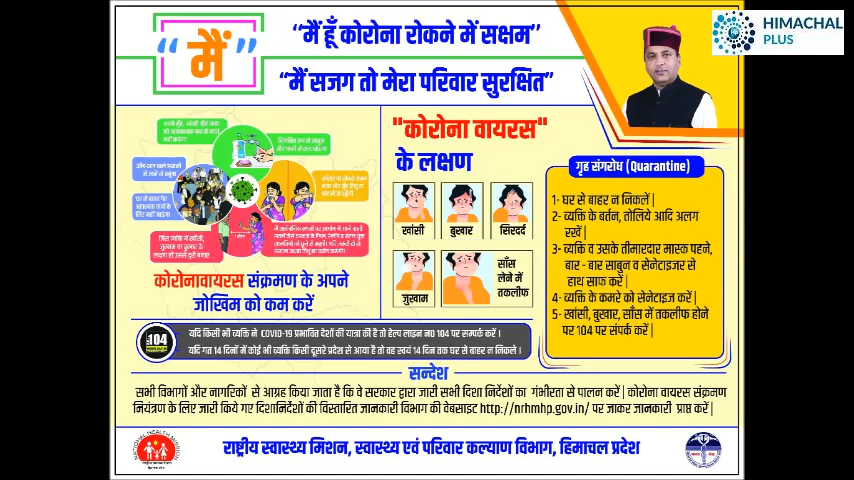 “ मैं ”
“मैं हूँ कोरोना रोकने में सक्षम”
“मैं सजग तो मेरा परिवार सुरक्षित”
HIMACHAL
PLUS
कोरोनावायरस संक्रमण के अपने
जोखिम को कम करें
"कोरोना वायरस"
के लक्षण
खांसी
बुखार
सिरदर्द
जुखाम
साँस
लेने में
तकलीफ
गृह संगरोध (Quarantine)
1- घर से बाहर न निकलें |
2- व्यक्ति के बर्तन, तोलिये आदि अलग
रखें |
3- व्यक्ति व उसके तीमारदार मास्क पहने,
बार - बार साबुन व सेनेटाइजर से
हाथ साफ करें |
4- व्यक्ति के कमरे को सेनेटाइज करें |
5- खांसी, बुखार, साँस में तकलीफ होने
पर 104 पर संपर्क करें |
104
यदि किसी भी व्यक्ति ने COVID-19 प्रभावित देशों की यात्रा की है तो हेल्प लाइन न0 104 पर सम्पर्क करें ।
यदि गत 14 दिनों में कोई भी व्यक्ति किसी दूसरे प्रदेश से आया है तो वह स्वयं 14 दिन तक घर से बाहर न निकले ।
सन्देश
सभी विभागों और नागरिकों से आग्रह किया जाता है कि वे सरकार द्वारा जारी सभी दिशा निर्देशों का गंभीरता से पालन करें | कोरोना वायरस संक्रमण
नियंत्रण के लिए जारी किये गए दिशानिर्देशों की विस्तारित जानकारी विभाग की वेबसाइट http://nrhmhp.gov.in/ पर जाकर जानकारी प्राप्त करें |
राष्ट्रीय स्वास्थ्य मिशन, स्वास्थ्य एवं परिवार कल्याण विभाग, हिमाचल प्रदेश